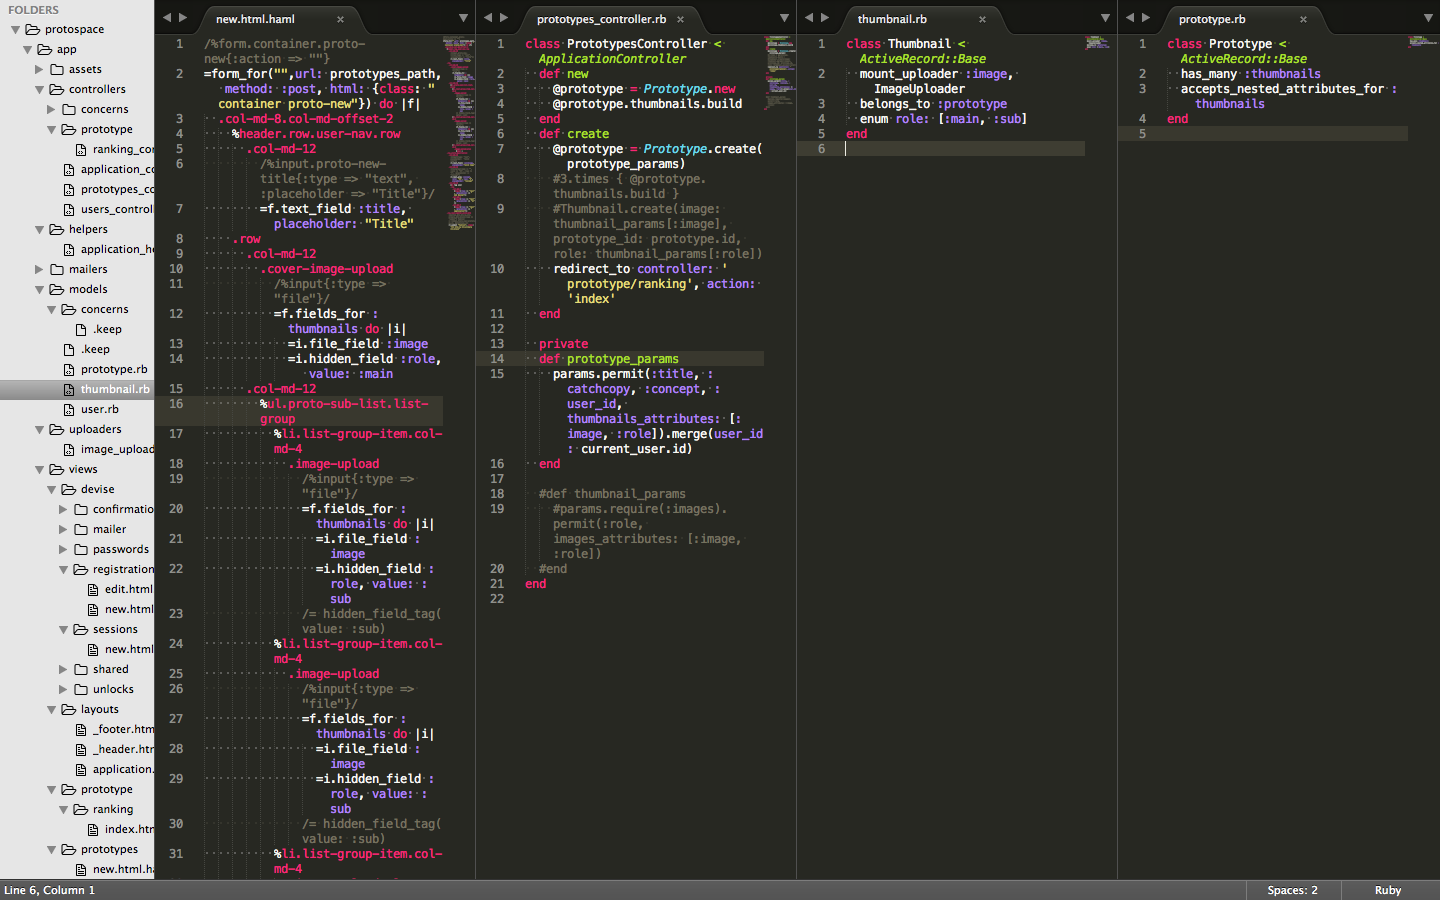 FOLDERS
protospace
app
assets
controllers
concerns
prototype
ranking_co
application_c
prototypes_co
users_control
helpers
application_he
mailers
models
concerns
.keep
.keep
prototype.rb
thumbnail.rb
user.rb
uploaders
image_upload
views
devise
confirmatio
mailer
passwords
registration
edit.html
new.html
sessions
new.html
shared
unlocks
layouts
_footer.htm
_header.htm
application.
prototype
ranking
index.htm
prototypes
new.html.ha
new.html.haml ×
1 /%form.container.proto-
new{:action => ""}
2 =form_for("",url: prototypes_path,
method: :post, html: {class: "
container proto-new"}) do |f|
3 .col-md-8.col-md-offset-2
4 %header.row.user-nav.row
5 .col-md-12
6 /%input.proto-new-
title{:type => "text",
:placeholder => "Title"}/
7 =f.text_field :title,
placeholder: "Title"
8 .row
9 .col-md-12
10 .cover-image-upload
11 /%input{:type =>
"file"}/
12 =f.fields_for :
thumbnails do |i|
13 =i.file_field :image
14 =i.hidden_field :role,
value: :main
15 .col-md-12
16 %ul.proto-sub-list.list-
group
17 %li.list-group-item.col-
md-4
18 .image-upload
19 /%input{:type =>
"file"}/
20 =f.fields_for :
thumbnails do |i|
21 =i.file_field :
image
22 =i.hidden_field :
role, value: :
sub
23 /= hidden_field_tag(
value: :sub)
24 %li.list-group-item.col-
md-4
25 .image-upload
26 /%input{:type =>
"file"}/
27 =f.fields_for :
thumbnails do |i|
28 =i.file_field :
image
29 =i.hidden_field :
role, value: :
sub
30 /= hidden_field_tag(
value: :sub)
31 %li.list-group-item.col-
md-4
prototypes_controller.rb ×
1 class PrototypesController <
ApplicationController
2 def new
3 @prototype = Prototype.new
4 @prototype.thumbnails.build
5 end
6 def create
7 @prototype = Prototype.create(
prototype_params)
8 #3.times { @prototype.
thumbnails.build }
9 #Thumbnail.create(image:
thumbnail_params[:image],
prototype_id: prototype.id,
role: thumbnail_params[:role])
10 redirect_to controller: '
prototype/ranking', action:
'index'
11 end
12
13 private
14 def prototype_params
15 params.permit(:title, :
catchcopy, :concept, :
user_id,
thumbnails_attributes: [:
image, :role]).merge(user_id
: current_user.id)
16 end
17
18 #def thumbnail_params
19 #params.require(:images).
permit(:role,
images_attributes: [:image,
:role])
20 #end
21 end
22
thumbnail.rb ×
1 class Thumbnail <
ActiveRecord::Base
2 mount_uploader :image,
ImageUploader
3 belongs_to :prototype
4 enum role: [:main, :sub]
5 end
6
prototype.rb ×
1 class Prototype <
ActiveRecord::Base
2 has_many :thumbnails
3 accepts_nested_attributes_for :
thumbnails
4 end
5
Line 6, Column 1
Spaces: 2
Ruby